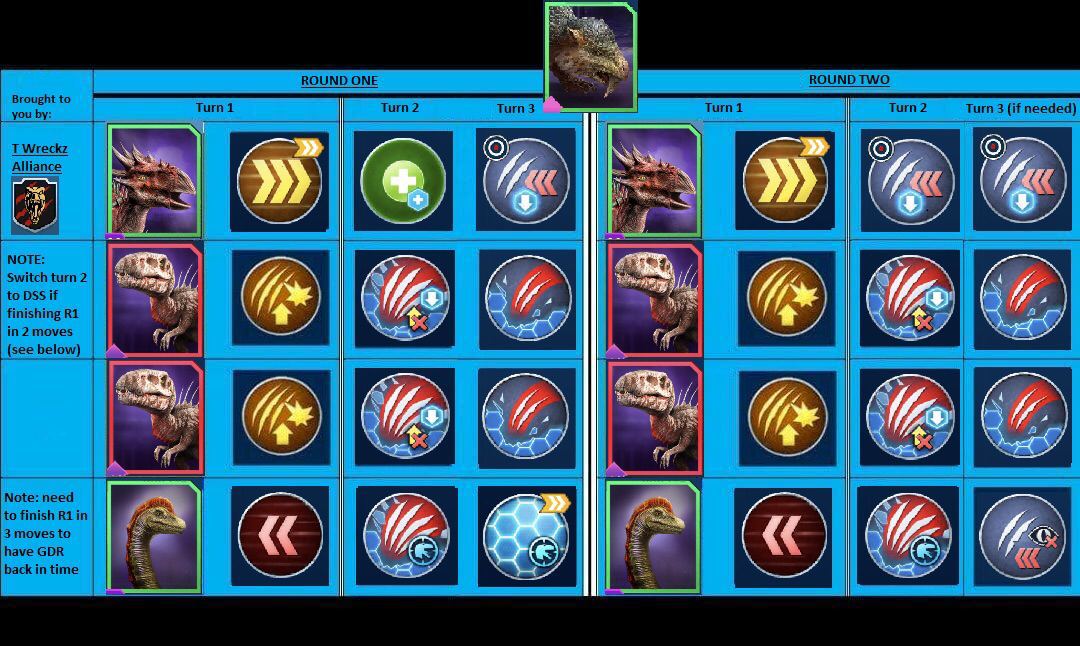 ROUND ONE
ROUND TWO
Brought to
you by:
Turn 1
Turn 2
Turn 3
Turn 1
Turn 2
Turn 3 (if needed)
T Wreckz
Alliance
NOTE:
Switch turn 2
to DSS if
finishing R1
in 2 moves
(see below)
Note: need
to finish R1 in
3 moves to
have GDR
back in time